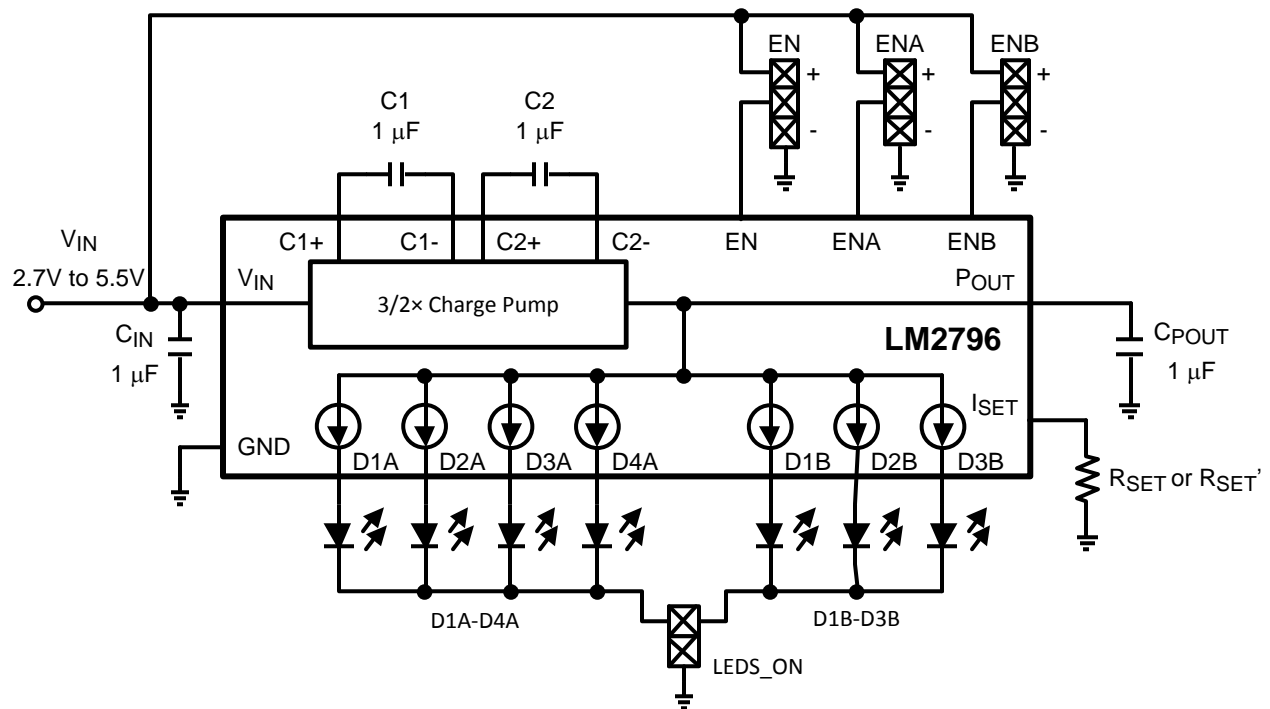 EN
ENA
ENB
+
+
+
-
-
-
C1
1 μF
C2
1 μF
VIN
2.7V to 5.5V
C1+
C1-
C2+
C2-
EN
ENA
ENB
VIN
3/2× Charge Pump
POUT
LM2796
CIN
1 μF
CPOUT
1 μF
ISET
GND
D1A
D2A
D3A
D4A
D1B
D2B
D3B
RSET or RSET'
D1A-D4A
D1B-D3B
LEDS_ON